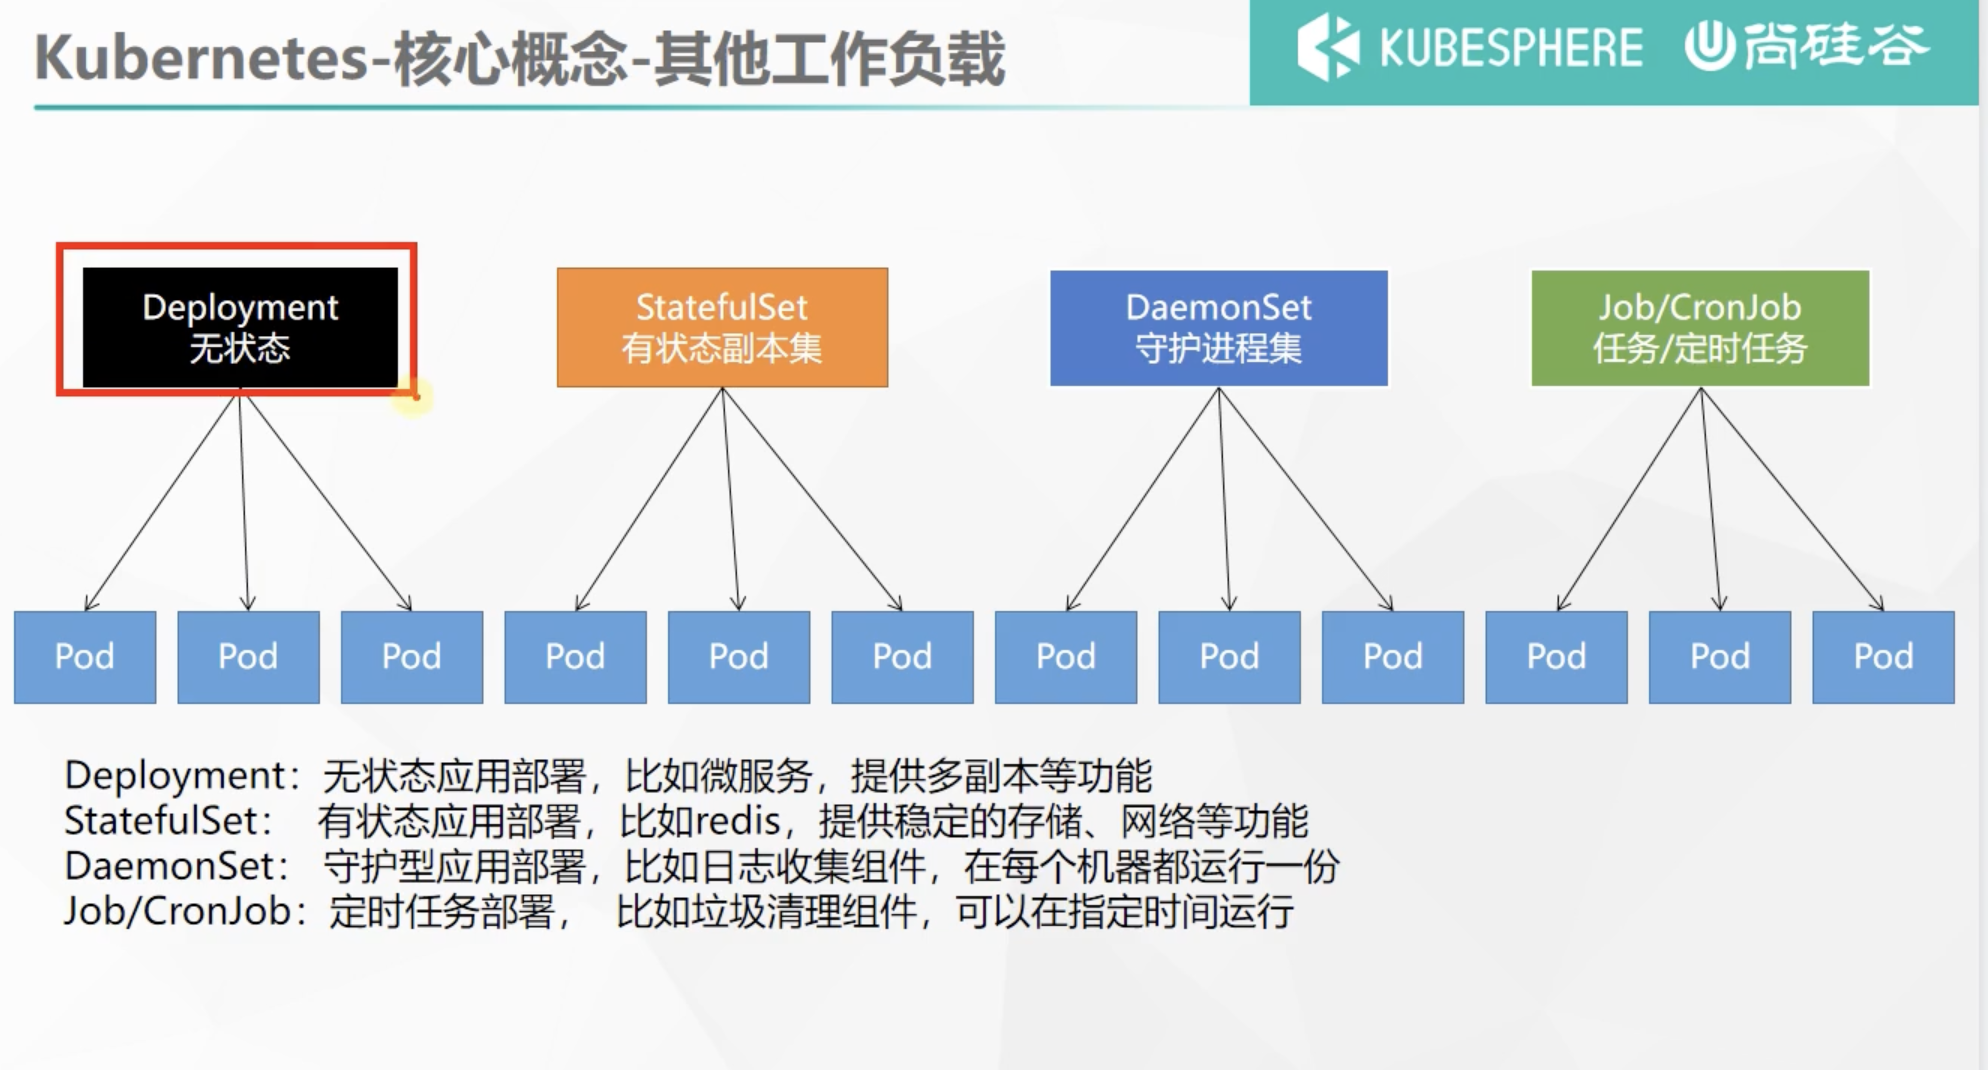 Kubernetes-核心概念-其他工作负载
KUBESPHERE
尚硅谷
Deployment
无状态
StatefulSet
有状态副本集
DaemonSet
守护进程集
Job/CronJob
任务/定时任务
Pod
Pod
Pod
Pod
Pod
Pod
Pod
Pod
Pod
Pod
Pod
Pod
Deployment：无状态应用部署，比如微服务，提供多副本等功能
StatefulSet： 有状态应用部署，比如redis，提供稳定的存储、网络等功能
DaemonSet： 守护型应用部署，比如日志收集组件，在每个机器都运行一份
Job/CronJob：定时任务部署， 比如垃圾清理组件，可以在指定时间运行